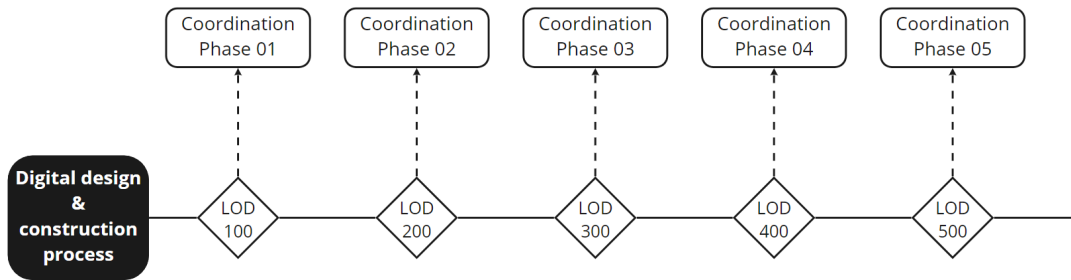 Coordination
Phase 01
Coordination
Phase 02
Coordination
Phase 03
Coordination
Phase 04
Coordination
Phase 05
Digital design
&
construction
process
LOD
100
LOD
200
LOD
300
LOD
400
LOD
500